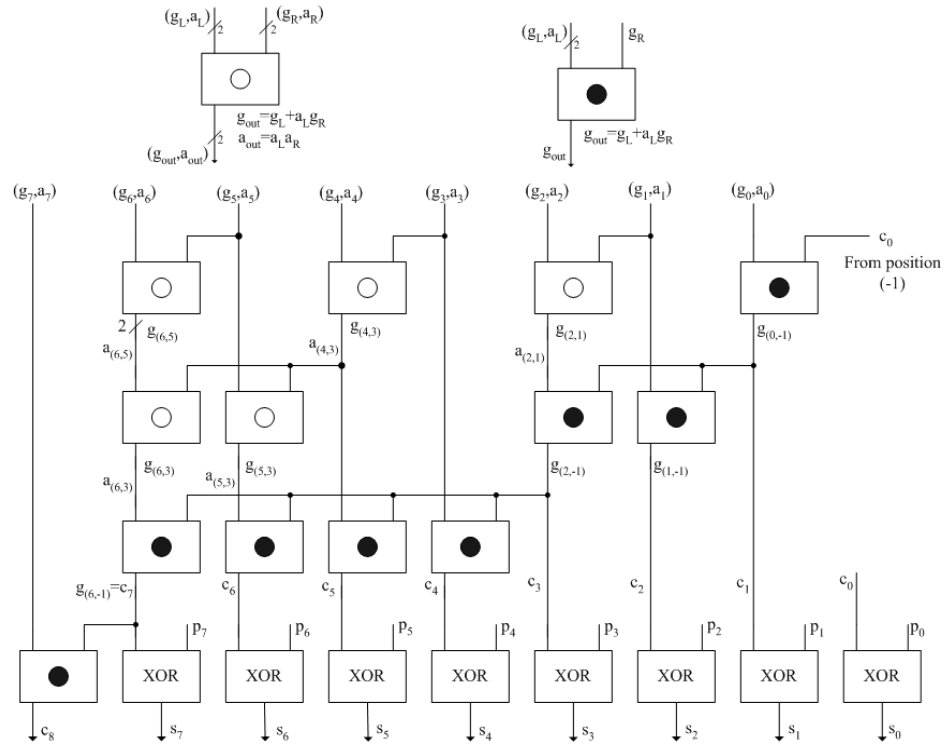 (g_L,a_L) (g_R,a_R)
2 2
g_out=g_L+a_Lg_R
a_out=a_La_R
2
(g_out,a_out)
(g_L,a_L) g_R
2
g_out=g_L+a_Lg_R
g_out
(g_7,a_7) (g_6,a_6) (g_5,a_5) (g_4,a_4) (g_3,a_3) (g_2,a_2) (g_1,a_1) (g_0,a_0)
c_0
From position
(-1)
2 g_(6,5) g_(4,3) g_(2,1) g_(0,-1)
a_(6,5) a_(4,3) a_(2,1)
g_(6,3) g_(5,3) g_(2,-1) g_(1,-1)
a_(6,3) a_(5,3)
g_(6,-1)=c_7 c_6 c_5 c_4 c_3 c_2 c_1 c_0
p_7 p_6 p_5 p_4 p_3 p_2 p_1 p_0
XOR XOR XOR XOR XOR XOR XOR XOR
c_8 s_7 s_6 s_5 s_4 s_3 s_2 s_1 s_0